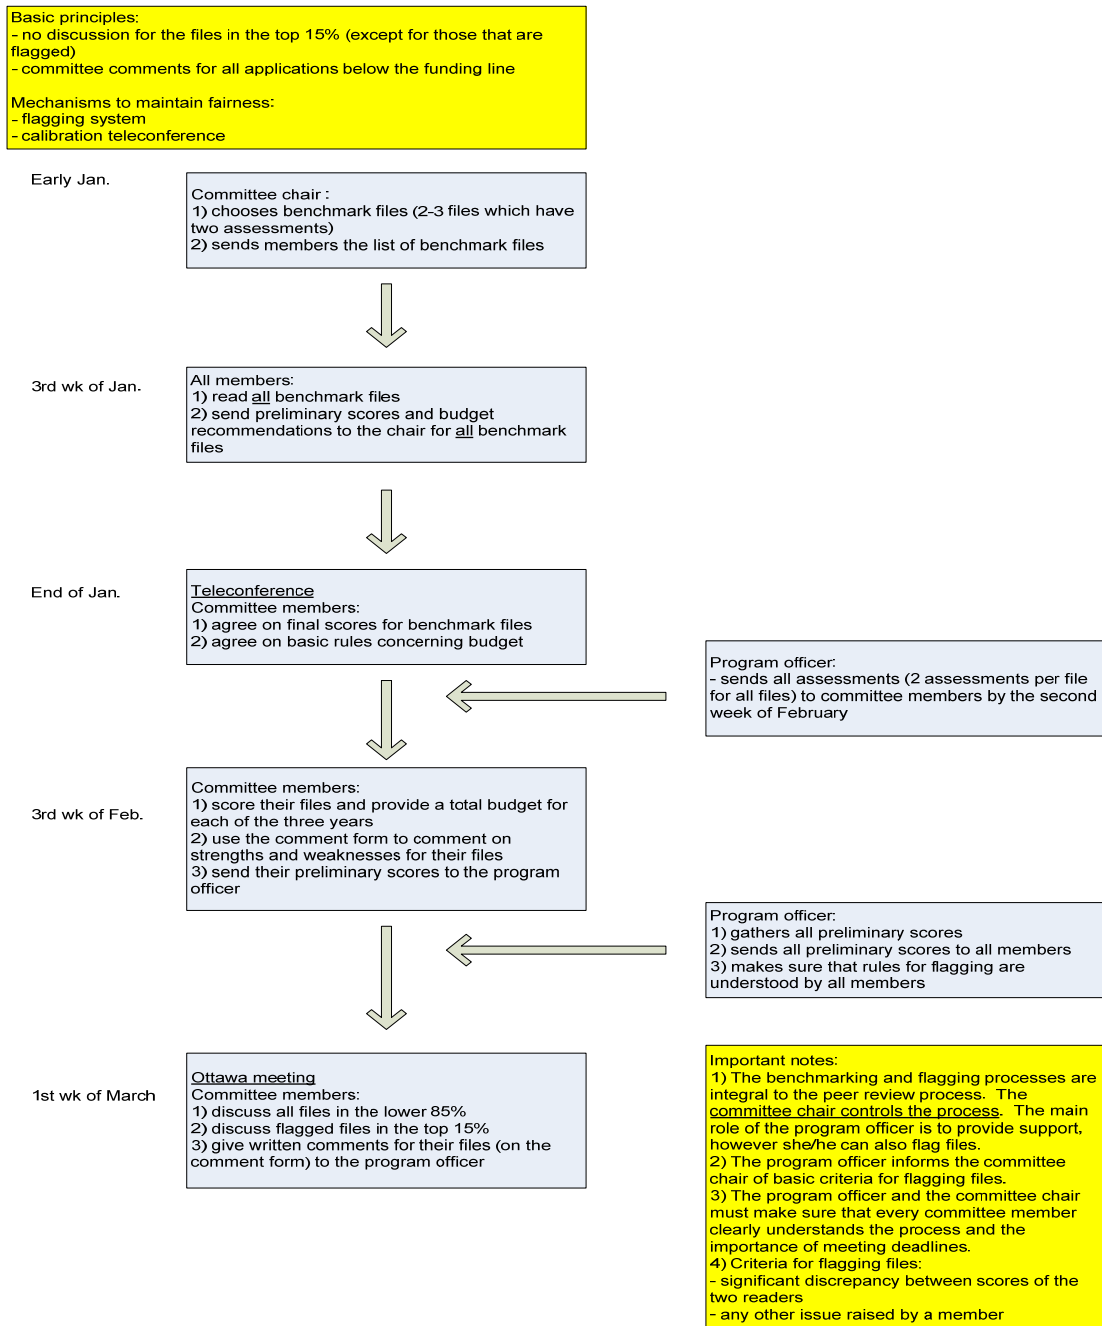 Basic principles:
- no discussion for the files in the top 15% (except for those that are
flagged)
- committee comments for all applications below the funding line
Mechanisms to maintain fairness:
- flagging system
- calibration teleconference
Early Jan.
Committee chair :
1) chooses benchmark files (2-3 files which have
two assessments)
2) sends members the list of benchmark files
3rd wk of Jan.
All members:
1) read all benchmark files
2) send preliminary scores and budget
recommendations to the chair for all benchmark
files
End of Jan.
Teleconference
Committee members:
1) agree on final scores for benchmark files
2) agree on basic rules concerning budget
Program officer:
- sends all assessments (2 assessments per file
for all files) to committee members by the second
week of February
3rd wk of Feb.
Committee members:
1) score their files and provide a total budget for
each of the three years
2) use the comment form to comment on
strengths and weaknesses for their files
3) send their preliminary scores to the program
officer
Program officer:
1) gathers all preliminary scores
2) sends all preliminary scores to all members
3) makes sure that rules for flagging are
understood by all members
1st wk of March
Ottawa meeting
Committee members:
1) discuss all files in the lower 85%
2) discuss flagged files in the top 15%
3) give written comments for their files (on the
comment form) to the program officer
Important notes:
1) The benchmarking and flagging processes are
integral to the peer review process.  The
committee chair controls the process.  The main
role of the program officer is to provide support,
however she/he can also flag files.
2) The program officer informs the committee
chair of basic criteria for flagging files.
3) The program officer and the committee chair
must make sure that every committee member
clearly understands the process and the
importance of meeting deadlines.
4) Criteria for flagging files:
- significant discrepancy between scores of the
two readers
- any other issue raised by a member